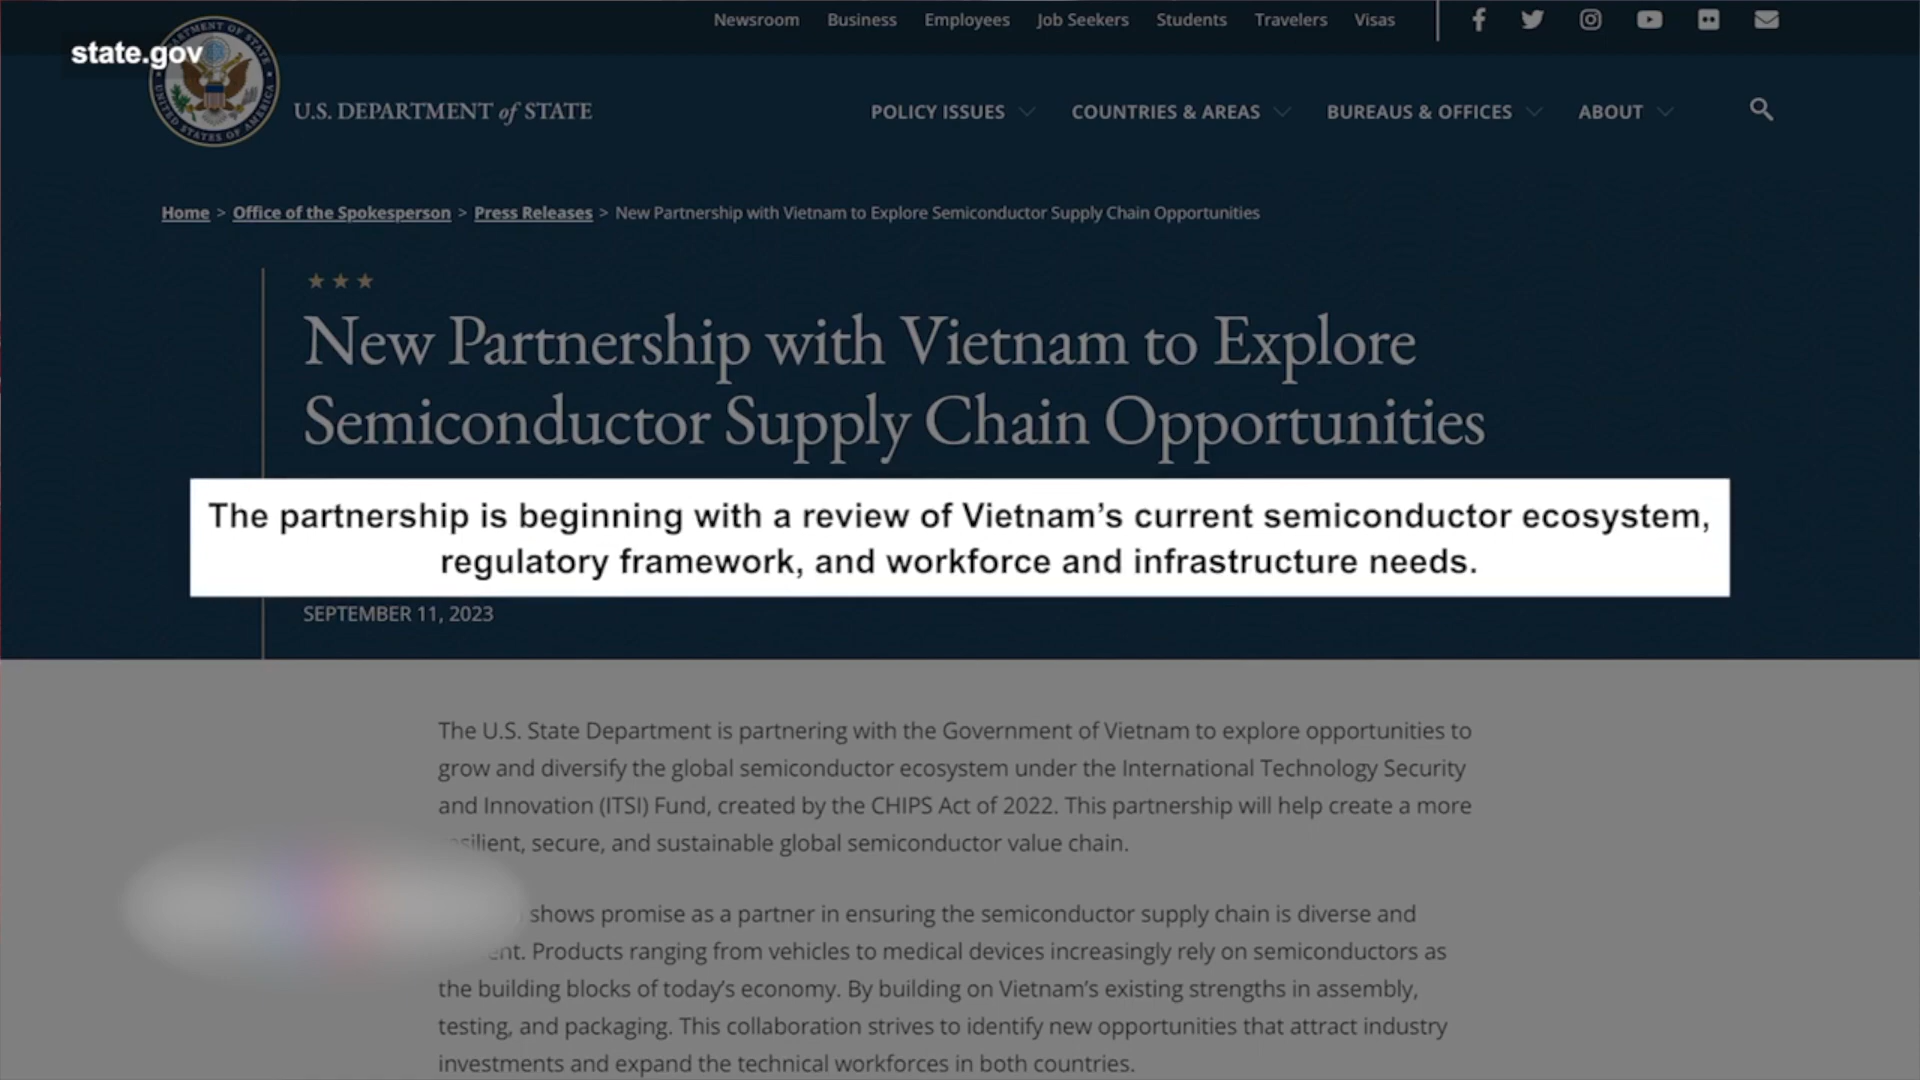 Newsroom Business Employees Job Seekers Students Travelers Visas
state.gov
DEPARTMENT OF STATE
UNITED STATES OF AMERICA
U.S. DEPARTMENT of STATE
POLICY ISSUES COUNTRIES & AREAS BUREAUS & OFFICES ABOUT
Home > Office of the Spokesperson > Press Releases > New Partnership with Vietnam to Explore Semiconductor Supply Chain Opportunities
New Partnership with Vietnam to Explore
Semiconductor Supply Chain Opportunities
The partnership is beginning with a review of Vietnam’s current semiconductor ecosystem,
regulatory framework, and workforce and infrastructure needs.
SEPTEMBER 11, 2023
The U.S. State Department is partnering with the Government of Vietnam to explore opportunities to
grow and diversify the global semiconductor ecosystem under the International Technology Security
and Innovation (ITSI) Fund, created by the CHIPS Act of 2022. This partnership will help create a more
secure, and sustainable global semiconductor value chain.
shows promise as a partner in ensuring the semiconductor supply chain is diverse and
Products ranging from vehicles to medical devices increasingly rely on semiconductors as
the building blocks of today’s economy. By building on Vietnam’s existing strengths in assembly,
testing, and packaging. This collaboration strives to identify new opportunities that attract industry
investments and expand the technical workforces in both countries.